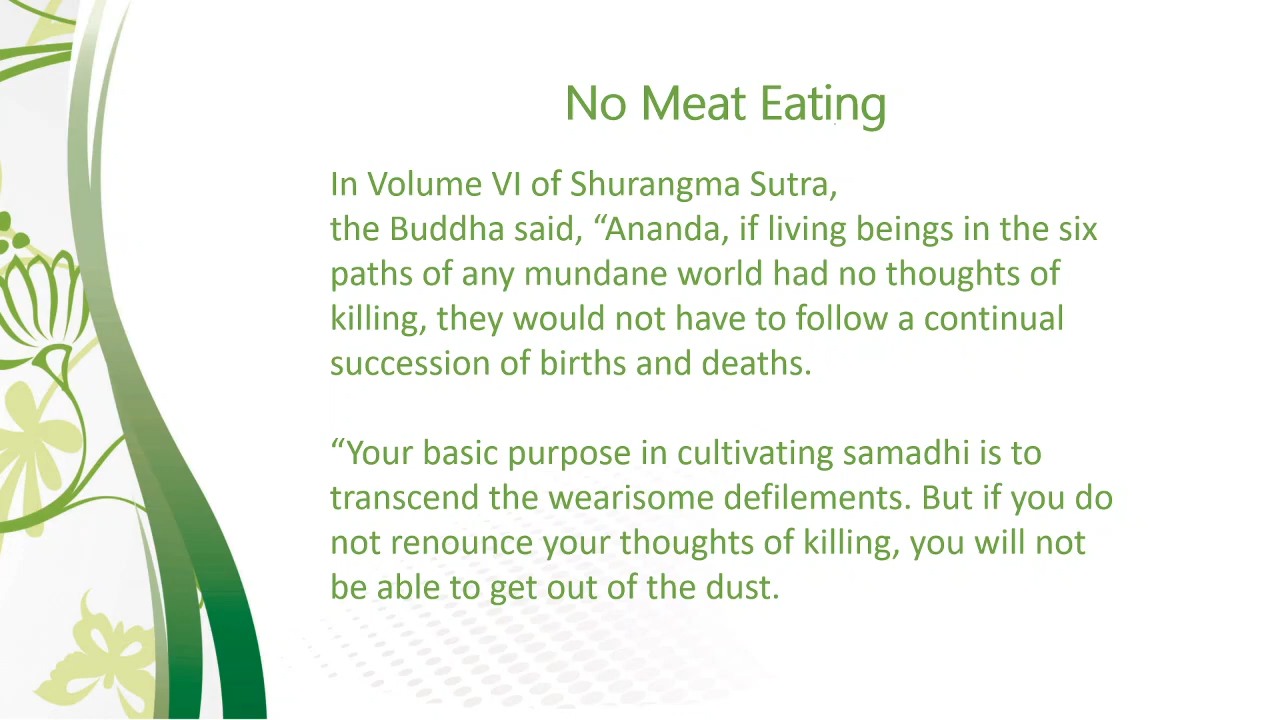 No Meat Eating
In Volume VI of Shurangma Sutra,
the Buddha said, “Ananda, if living beings in the six
paths of any mundane world had no thoughts of
killing, they would not have to follow a continual
succession of births and deaths.
“Your basic purpose in cultivating samadhi is to
transcend the wearisome defilements. But if you do
not renounce your thoughts of killing, you will not
be able to get out of the dust.